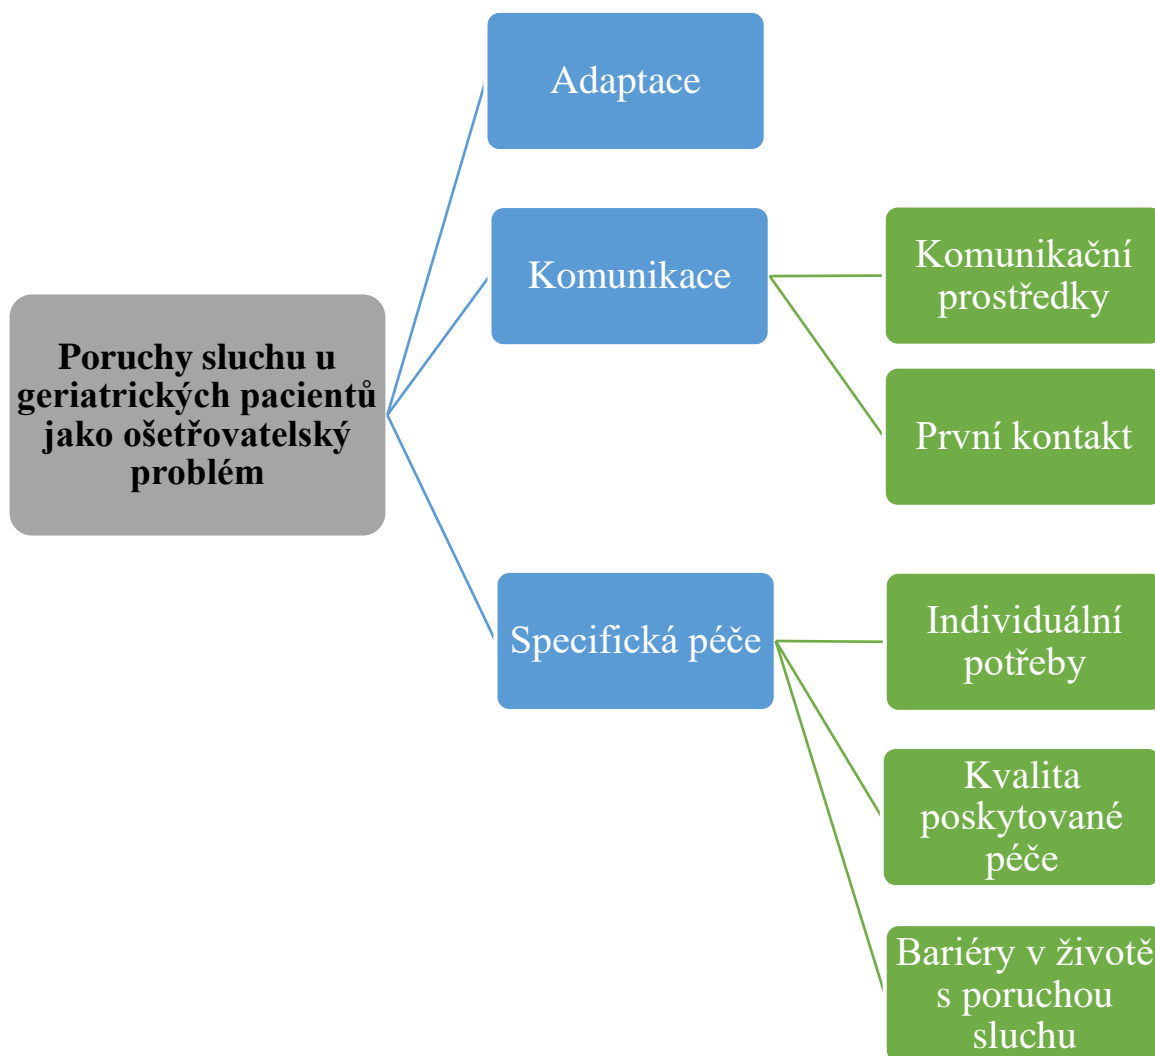 Poruchy sluchu u
geriatrických pacientů
jako ošetřovatelský
problém
Adaptace
Komunikace
Komunikační
prostředky
První kontakt
Specifická péče
Individuální
potřeby
Kvalita
poskytované
péče
Bariéry v životě
s poruchou
sluchu